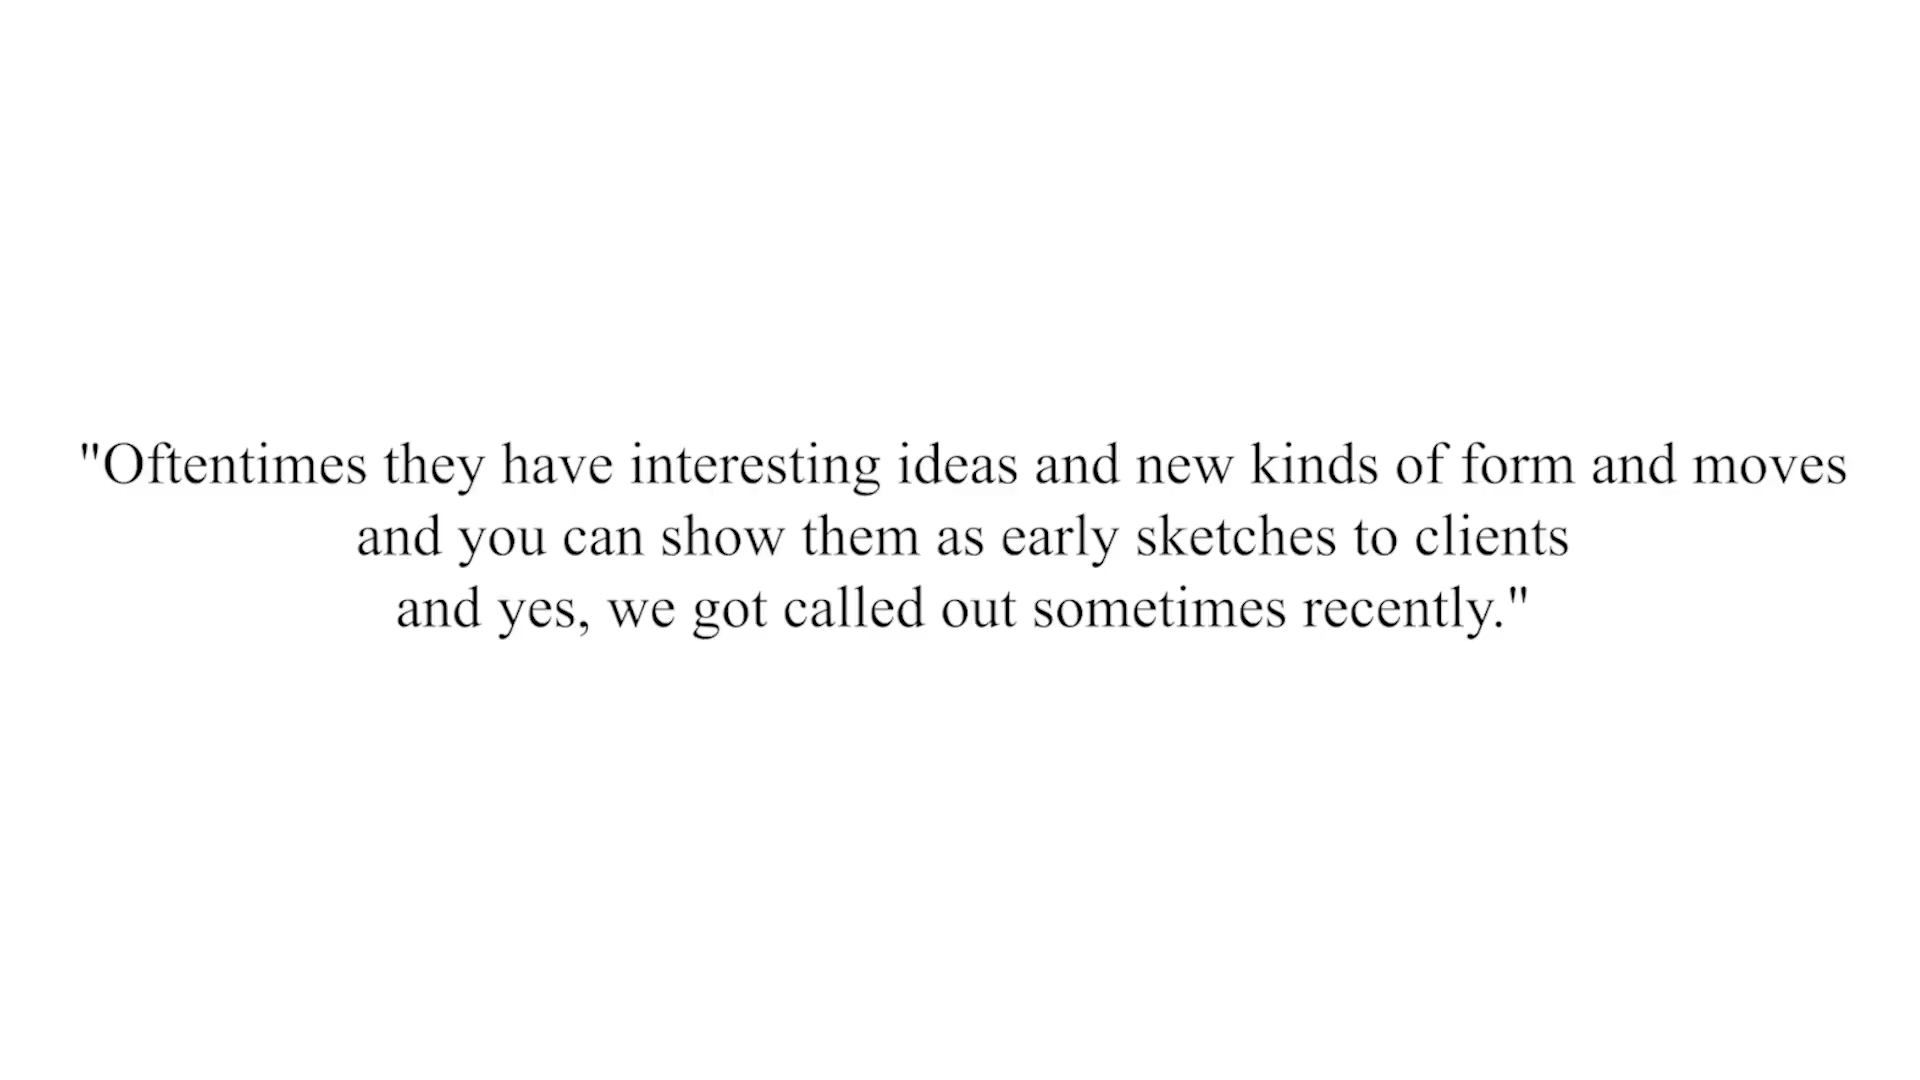 "Oftentimes they have interesting ideas and new kinds of form and moves
and you can show them as early sketches to clients
and yes, we got called out sometimes recently."